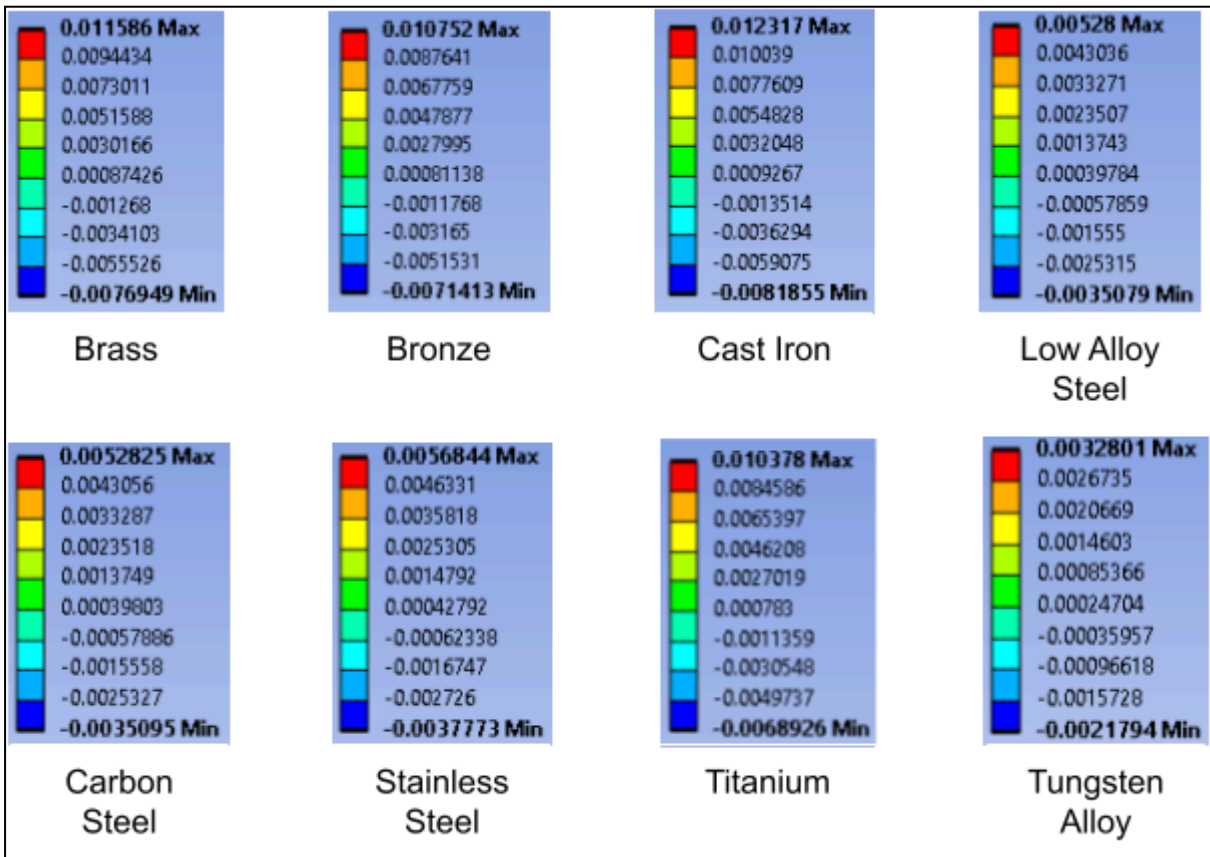 0.011586 Max
0.0094434
0.0073011
0.0051588
0.0030166
0.00087426
-0.001268
-0.0034103
-0.0055526
-0.0076949 Min
Brass
0.010752 Max
0.0087641
0.0067759
0.0047877
0.0027995
0.00081138
-0.0011768
-0.003165
-0.0051531
-0.0071413 Min
Bronze
0.012317 Max
0.010039
0.0077609
0.0054828
0.0032048
0.0009267
-0.0013514
-0.0036294
-0.0059075
-0.0081855 Min
Cast Iron
0.00528 Max
0.0043036
0.0033271
0.0023507
0.0013743
0.00039784
-0.00057859
-0.001555
-0.0025315
-0.0035079 Min
Low Alloy
Steel
0.0052825 Max
0.0043056
0.0033287
0.0023518
0.0013749
0.00039803
-0.00057886
-0.0015558
-0.0025327
-0.0035095 Min
Carbon
Steel
0.0056844 Max
0.0046331
0.0035818
0.0025305
0.0014792
0.00042792
-0.00062338
-0.0016747
-0.002726
-0.0037773 Min
Stainless
Steel
0.010378 Max
0.0084586
0.0065397
0.0046208
0.0027019
0.000783
-0.0011359
-0.0030548
-0.0049737
-0.0068926 Min
Titanium
0.0032801 Max
0.0026735
0.0020669
0.0014603
0.00085366
0.00024704
-0.00035957
-0.00096618
-0.0015728
-0.0021794 Min
Tungsten
Alloy